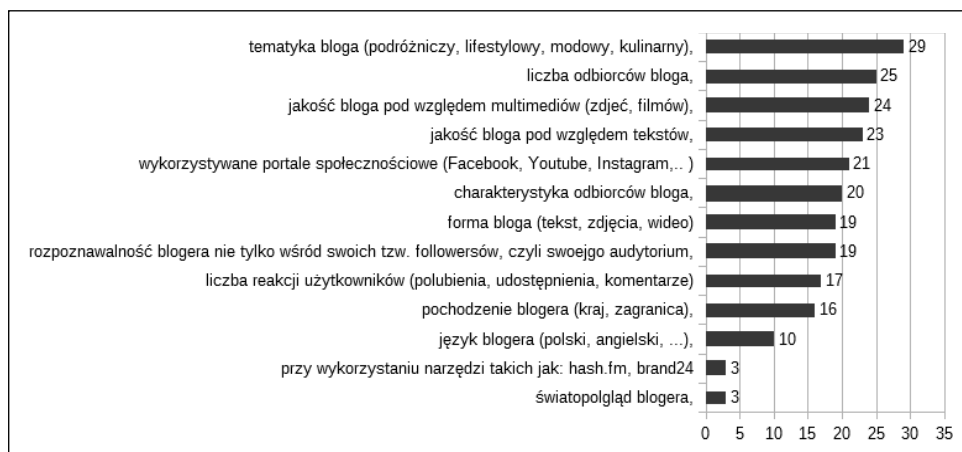 tematyka bloga (podróżniczy, lifestylowy, modowy, kulinarny), 29
liczba odbiorców bloga, 25
jakość bloga pod względem multimediów (zdjęć, filmów), 24
jakość bloga pod względem tekstów, 23
wykorzystywane portale społecznościowe (Facebook, Youtube, Instagram,.. ) 21
charakterystyka odbiorców bloga, 20
forma bloga (tekst, zdjęcia, wideo) 19
rozpoznawalność blogera nie tylko wśród swoich tzw. followersów, czyli swoejgo audytorium, 19
liczba reakcji użytkowników (polubienia, udostępnienia, komentarze) 17
pochodzenie blogera (kraj, zagranica), 16
język blogera (polski, angielski, ...), 10
przy wykorzystaniu narzędzi takich jak: hash.fm, brand24 3
światopolgląd blogera, 3
0 5 10 15 20 25 30 35